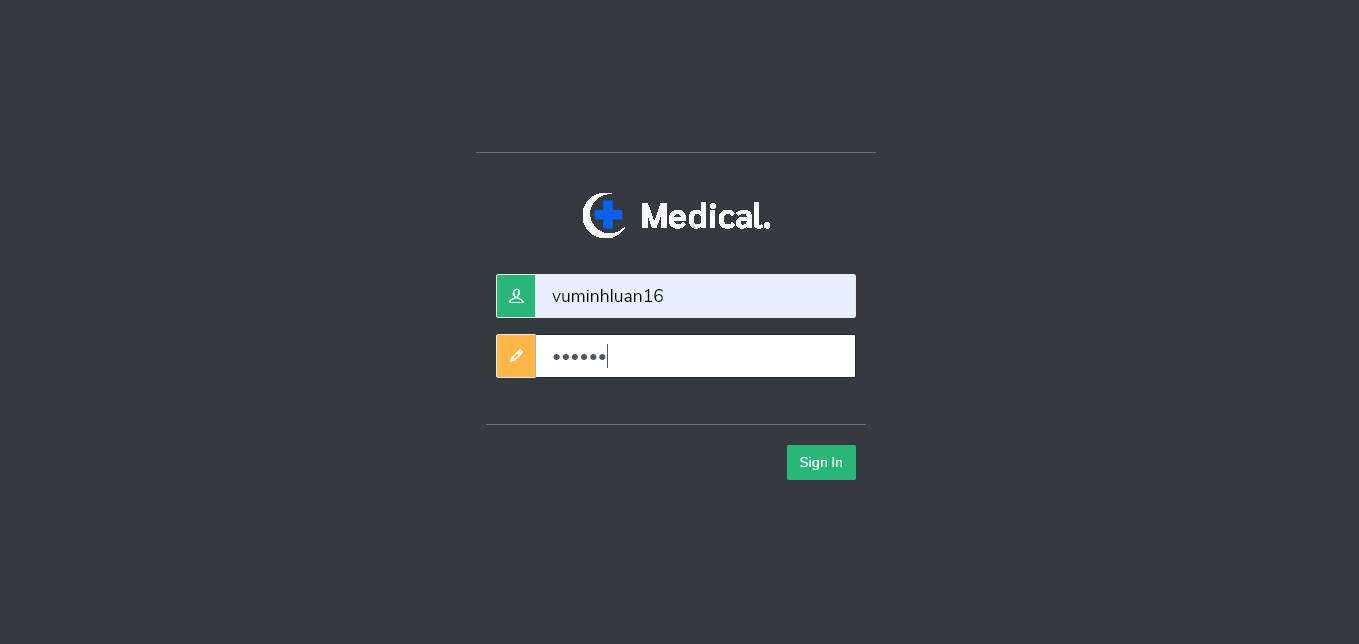 Medical.
vuminhluan16
••••••
Sign In